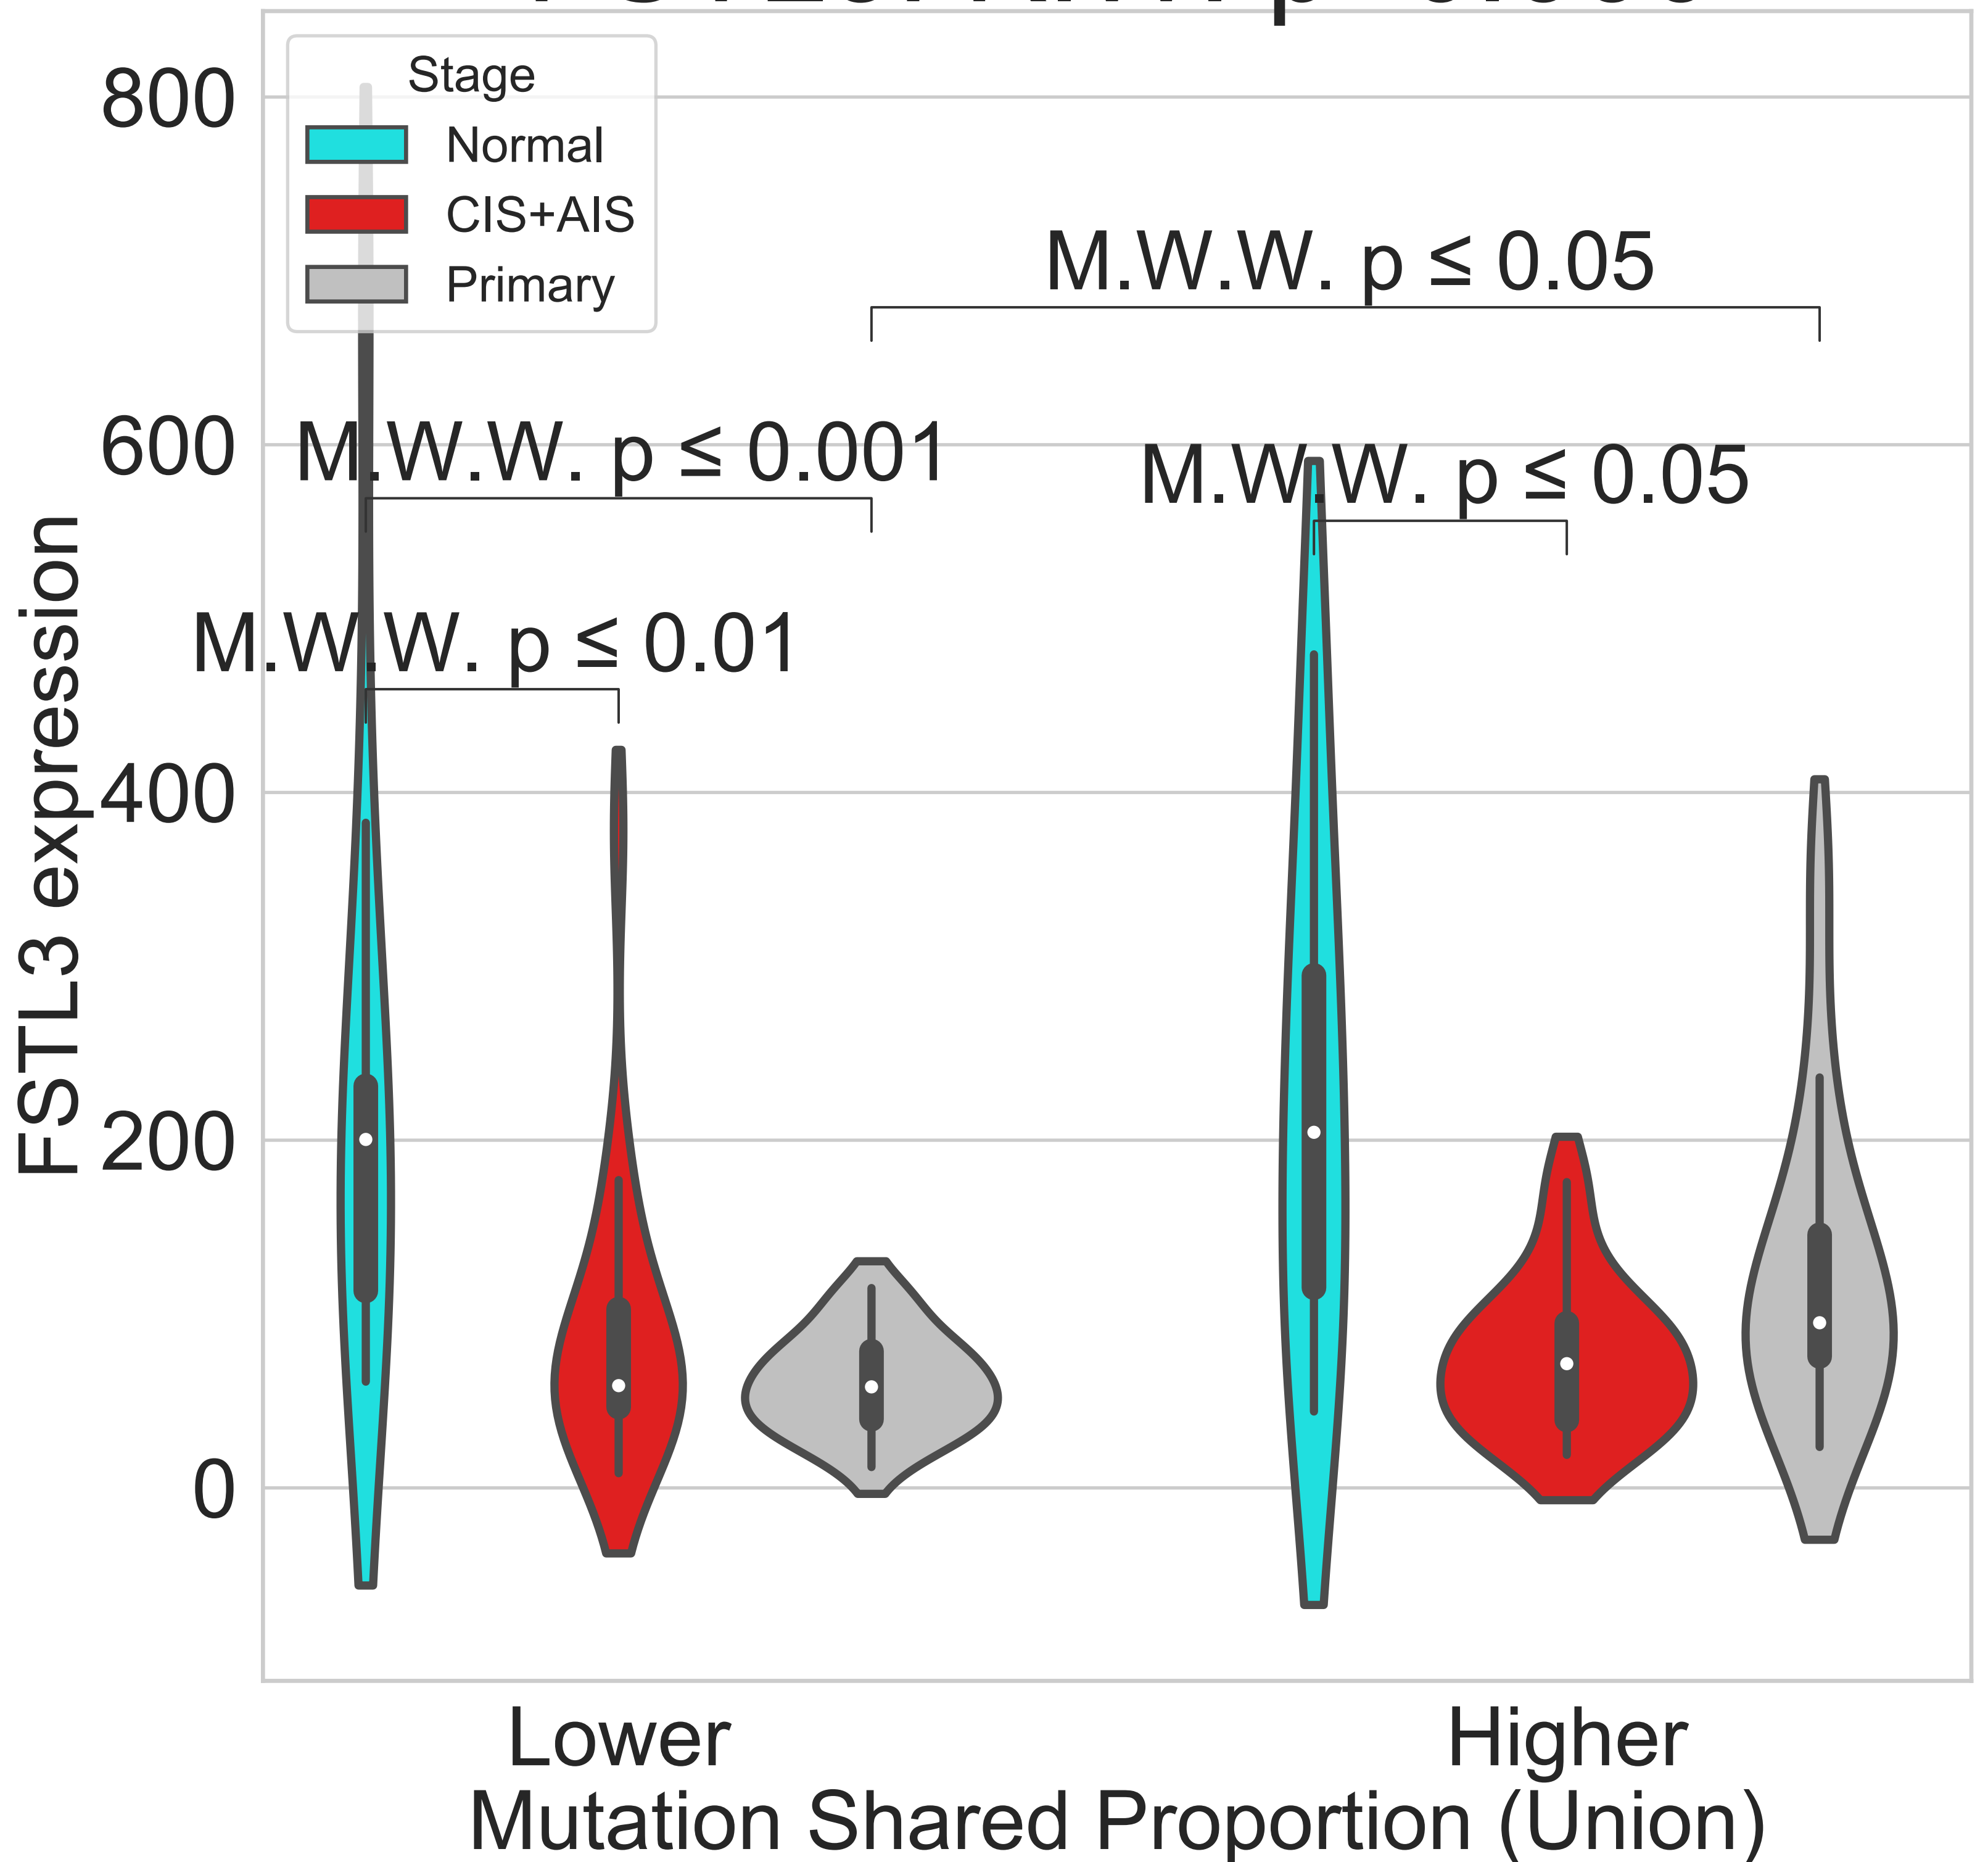 Stage
Normal
CIS+AIS
Primary
800
600
400
200
0
FSTL3 expression
M.W.W. p ≤ 0.05
M.W.W. p ≤ 0.001
M.W.W. p ≤ 0.05
M.W.W. p ≤ 0.01
Lower
Higher
Mutation Shared Proportion (Union)